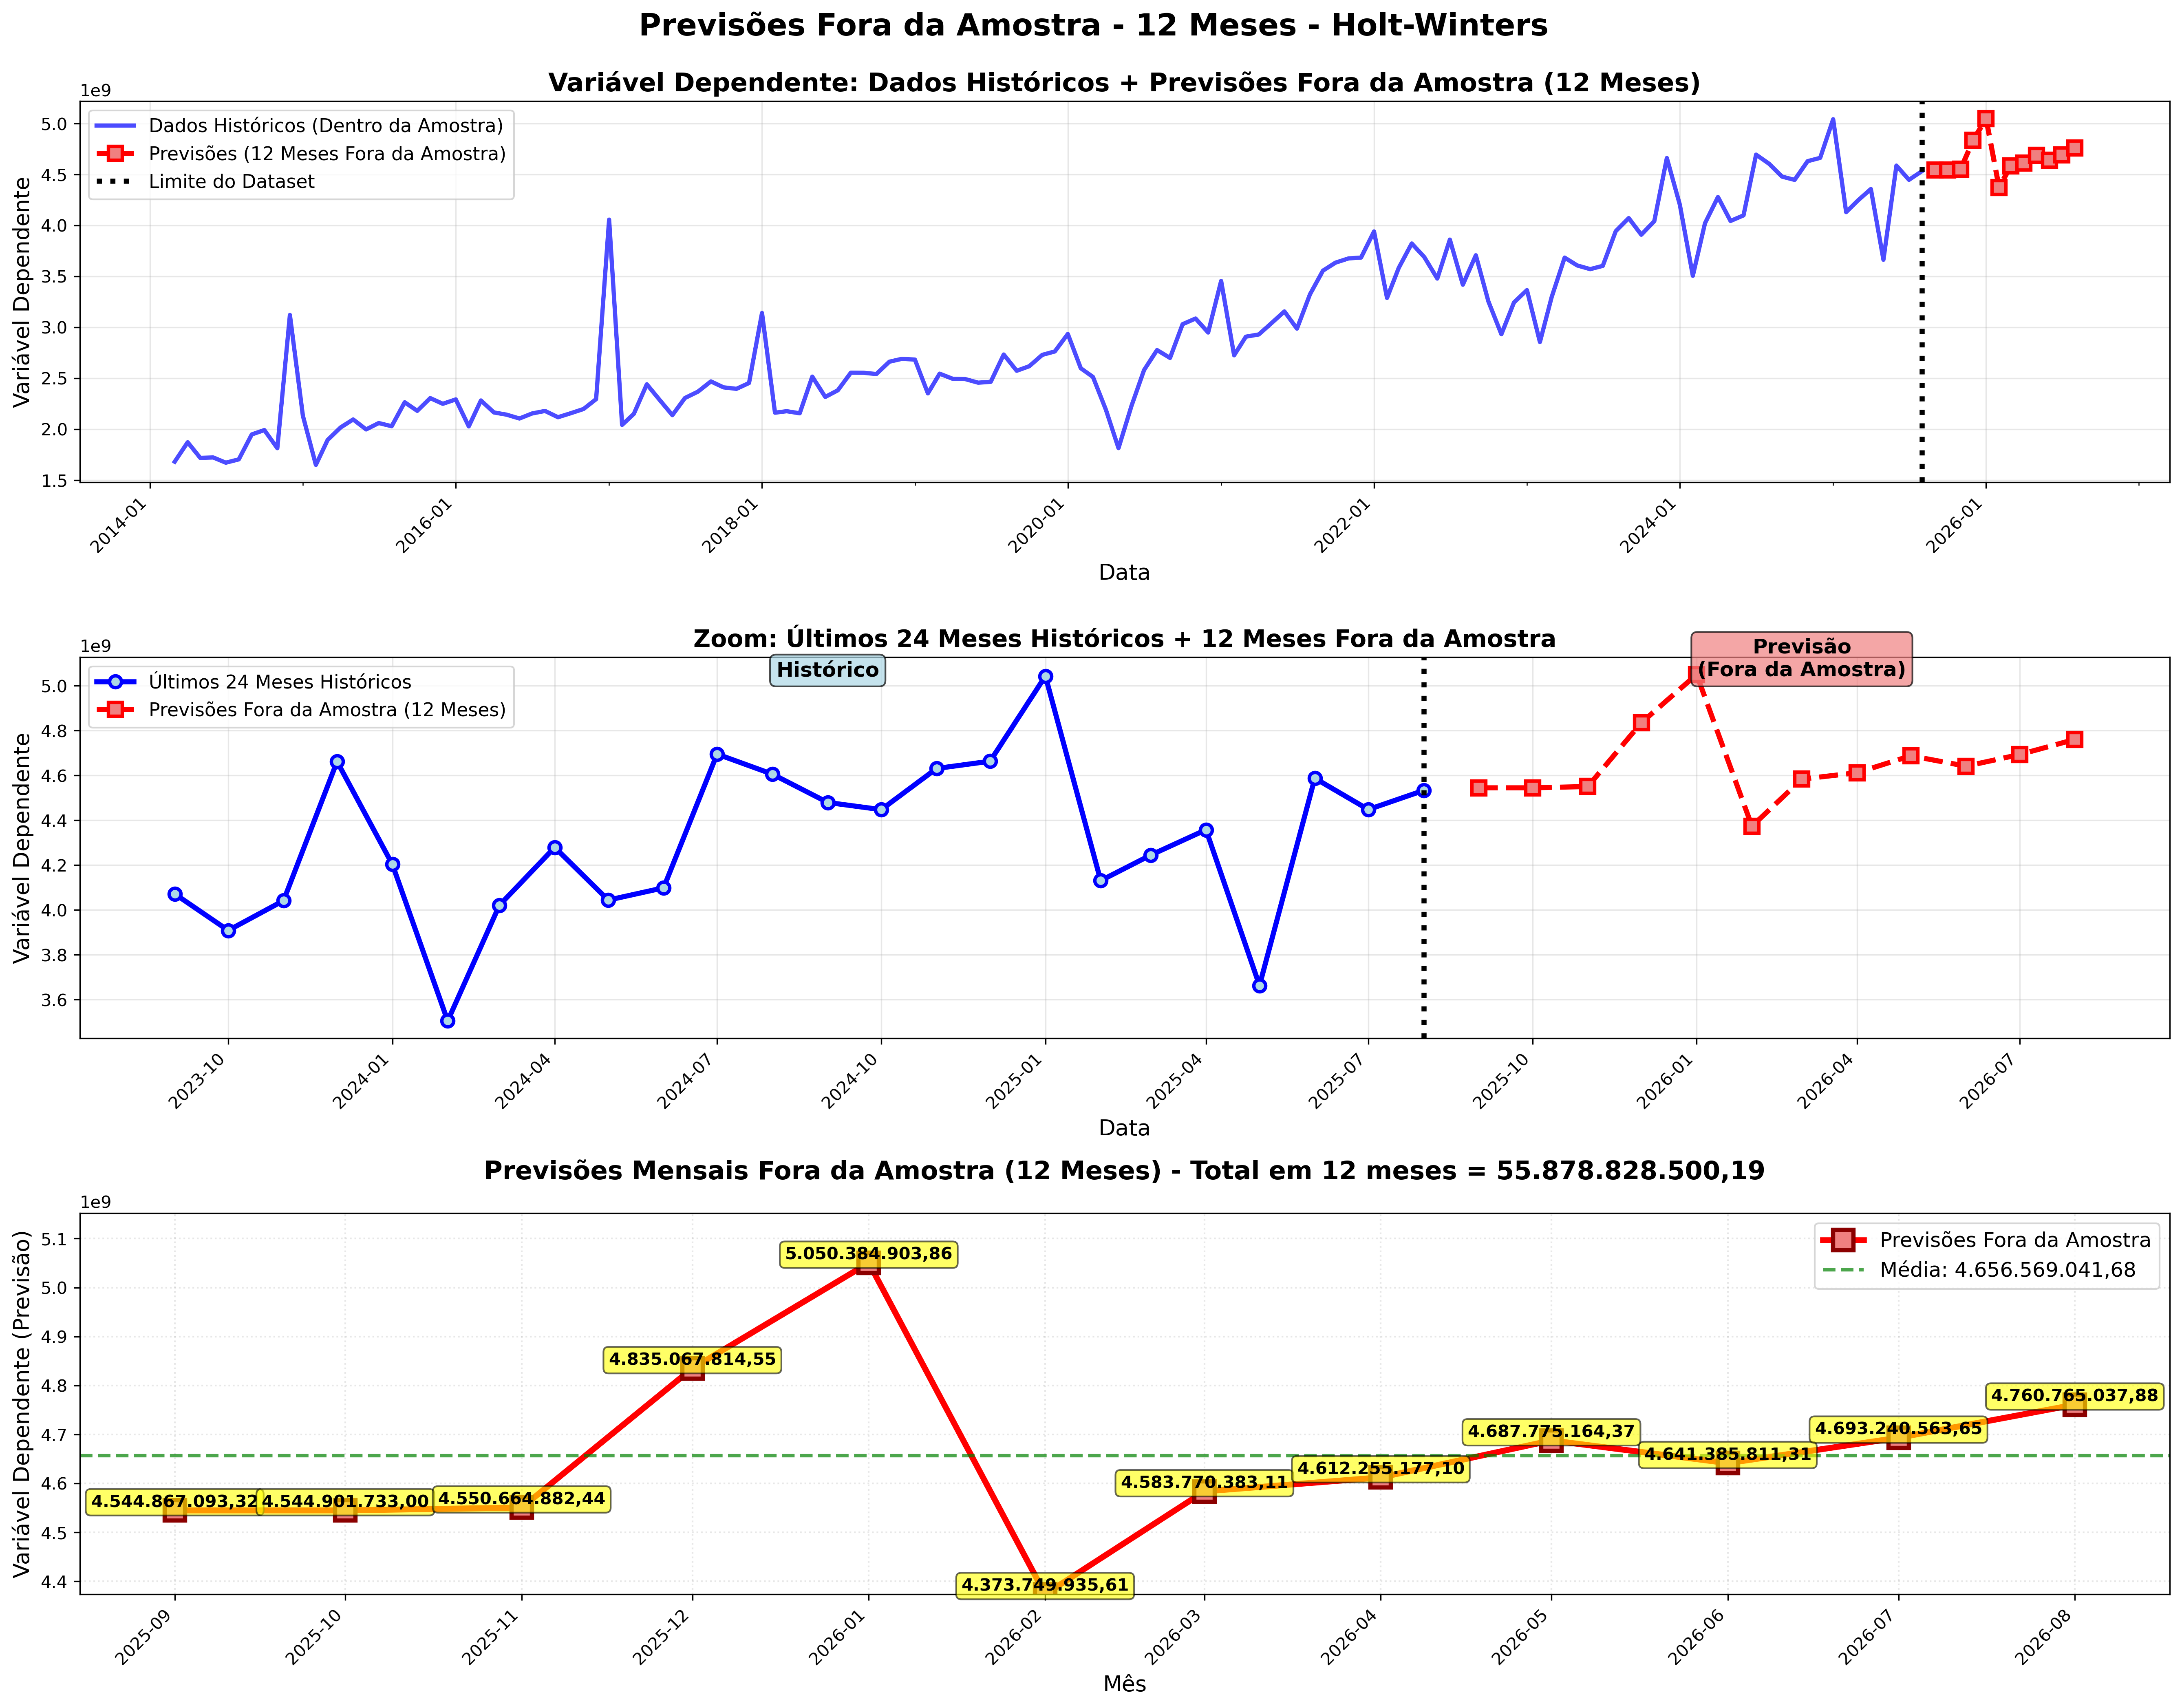 Previsões Fora da Amostra - 12 Meses - Holt-Winters
Variável Dependente: Dados Históricos + Previsões Fora da Amostra (12 Meses)
1e9
Dados Históricos (Dentro da Amostra)
Previsões (12 Meses Fora da Amostra)
Limite do Dataset
Variável Dependente
5.0
4.5
4.0
3.5
3.0
2.5
2.0
1.5
2014-01
2016-01
2018-01
2020-01
2022-01
2024-01
2026-01
Data
Zoom: Últimos 24 Meses Históricos + 12 Meses Fora da Amostra
1e9
Últimos 24 Meses Históricos
Previsões Fora da Amostra (12 Meses)
Histórico
Previsão
(Fora da Amostra)
Variável Dependente
5.0
4.8
4.6
4.4
4.2
4.0
3.8
3.6
2023-10
2024-01
2024-04
2024-07
2024-10
2025-01
2025-04
2025-07
2025-10
2026-01
2026-04
2026-07
Data
Previsões Mensais Fora da Amostra (12 Meses) - Total em 12 meses = 55.878.828.500,19
1e9
Previsões Fora da Amostra
Média: 4.656.569.041,68
Variável Dependente (Previsão)
5.1
5.0
4.9
4.8
4.7
4.6
4.5
4.4
4.544.867.093,32
4.544.901.733,00
4.550.664.882,44
4.835.067.814,55
5.050.384.903,86
4.373.749.935,61
4.583.770.383,11
4.612.255.177,10
4.687.775.164,37
4.641.385.811,31
4.693.240.563,65
4.760.765.037,88
2025-09
2025-10
2025-11
2025-12
2026-01
2026-02
2026-03
2026-04
2026-05
2026-06
2026-07
2026-08
Mês